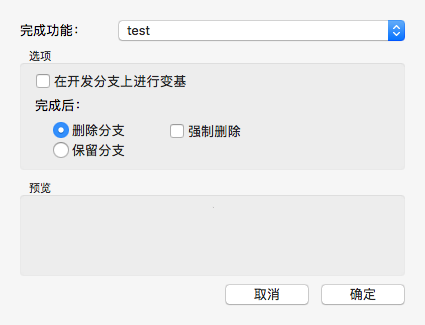 完成功能： test
选项
在开发分支上进行变基
完成后：
删除分支 强制删除
保留分支
预览
取消 确定